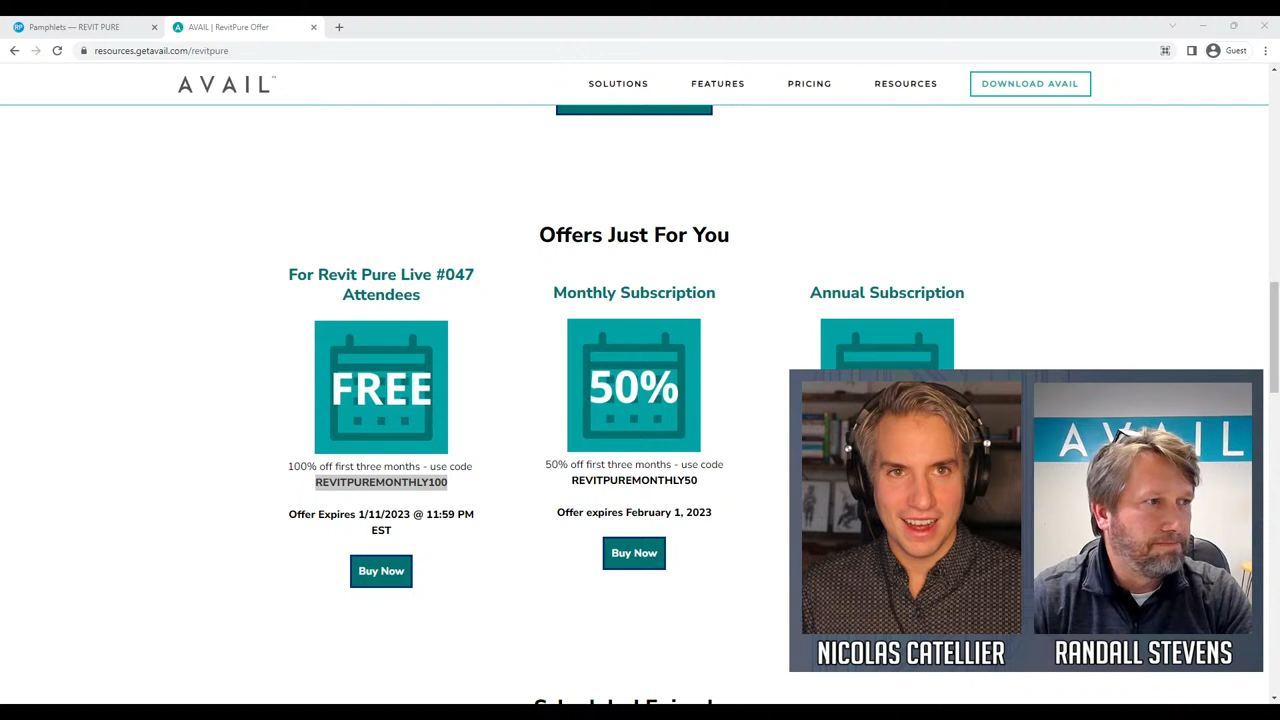 Pamphlets — REVIT PURE
AVAIL | RevitPure Offer
resources.getavail.com/revitpure
Guest
AVAIL
SOLUTIONS
FEATURES
PRICING
RESOURCES
DOWNLOAD AVAIL
Offers Just For You
For Revit Pure Live #047
Attendees
FREE
100% off first three months - use code
REVITPUREMONTHLY100
Offer Expires 1/11/2023 @ 11:59 PM
EST
Buy Now
Monthly Subscription
50%
50% off first three months - use code
REVITPUREMONTHLY50
Offer expires February 1, 2023
Buy Now
Annual Subscription
AVAIL
NICOLAS CATELLIER
RANDALL STEVENS